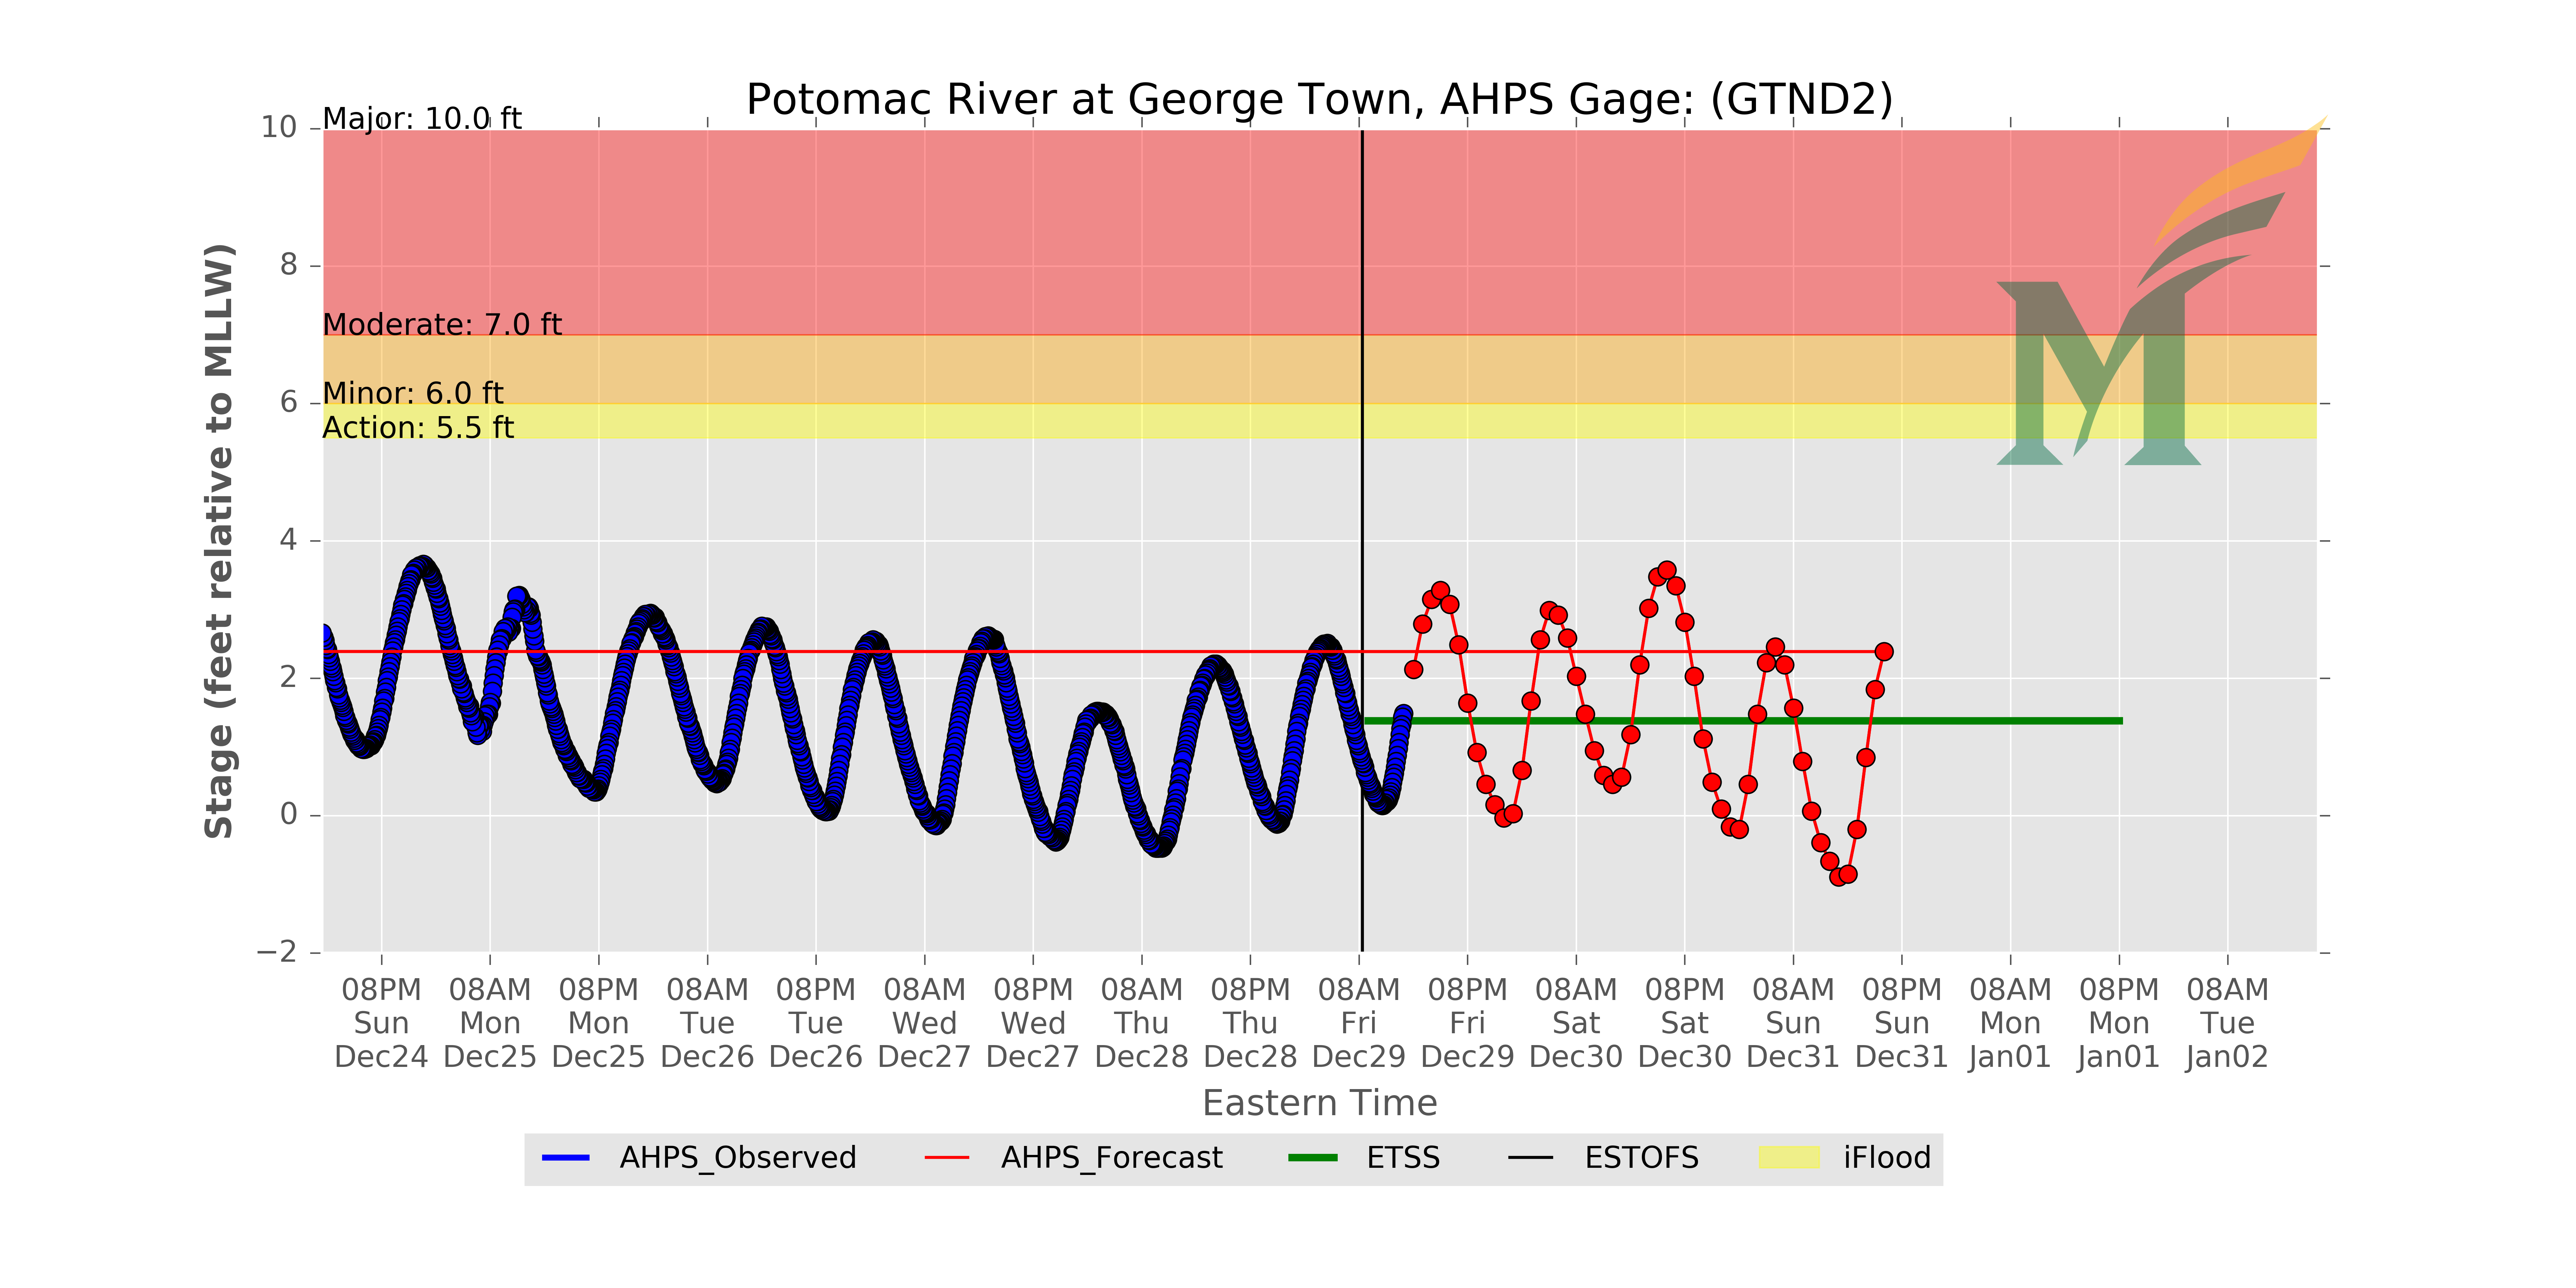 Potomac River at George Town, AHPS Gage: (GTND2)
Major: 10.0 ft
Moderate: 7.0 ft
Minor: 6.0 ft
Action: 5.5 ft
10
8
6
4
2
0
−2
Stage (feet relative to MLLW)
08PM 08AM 08PM 08AM 08PM 08AM 08PM 08AM 08PM 08AM 08PM 08AM 08PM 08AM 08PM 08AM 08PM 08AM
Sun Mon Mon Tue Tue Wed Wed Thu Thu Fri Fri Sat Sat Sun Sun Mon Mon Tue
Dec24 Dec25 Dec25 Dec26 Dec26 Dec27 Dec27 Dec28 Dec28 Dec29 Dec29 Dec30 Dec30 Dec31 Dec31 Jan01 Jan01 Jan02
Eastern Time
AHPS_Observed AHPS_Forecast ETSS ESTOFS iFlood